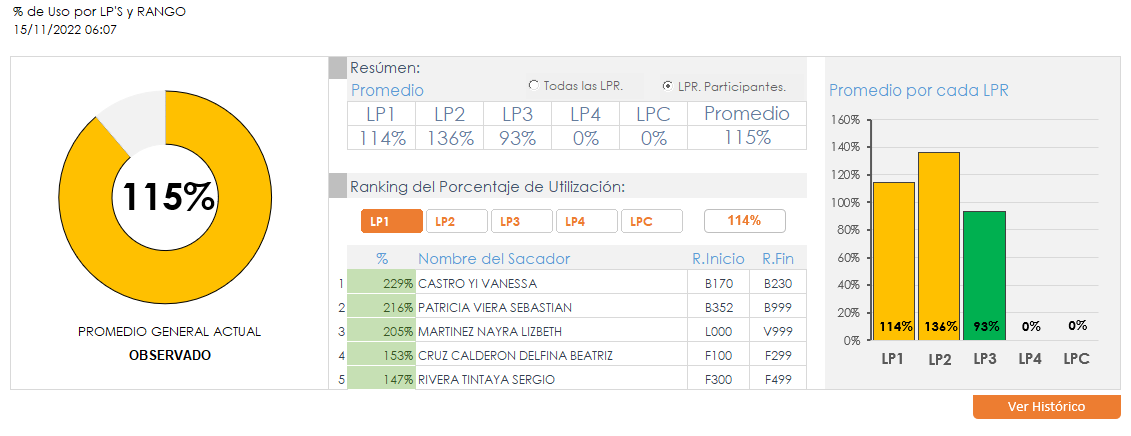 % de Uso por LP'S y RANGO
15/11/2022 06:07
115%
PROMEDIO GENERAL ACTUAL
OBSERVADO
Resúmen:
Promedio
Todas las LPR.
LPR. Participantes.
LP1 LP2 LP3 LP4 LPC Promedio
114% 136% 93% 0% 0% 115%
Ranking del Porcentaje de Utilización:
LP1 LP2 LP3 LP4 LPC 114%
% Nombre del Sacador R.Inicio R.Fin
1 229% CASTRO YI VANESSA B170 B230
2 216% PATRICIA VIERA SEBASTIAN B352 B999
3 205% MARTINEZ NAYRA LIZBETH L000 V999
4 153% CRUZ CALDERON DELFINA BEATRIZ F100 F299
5 147% RIVERA TINTAYA SERGIO F300 F499
Promedio por cada LPR
160%
140%
120%
100%
80%
60%
40%
20%
0%
114% 136% 93% 0% 0%
LP1 LP2 LP3 LP4 LPC
Ver Histórico